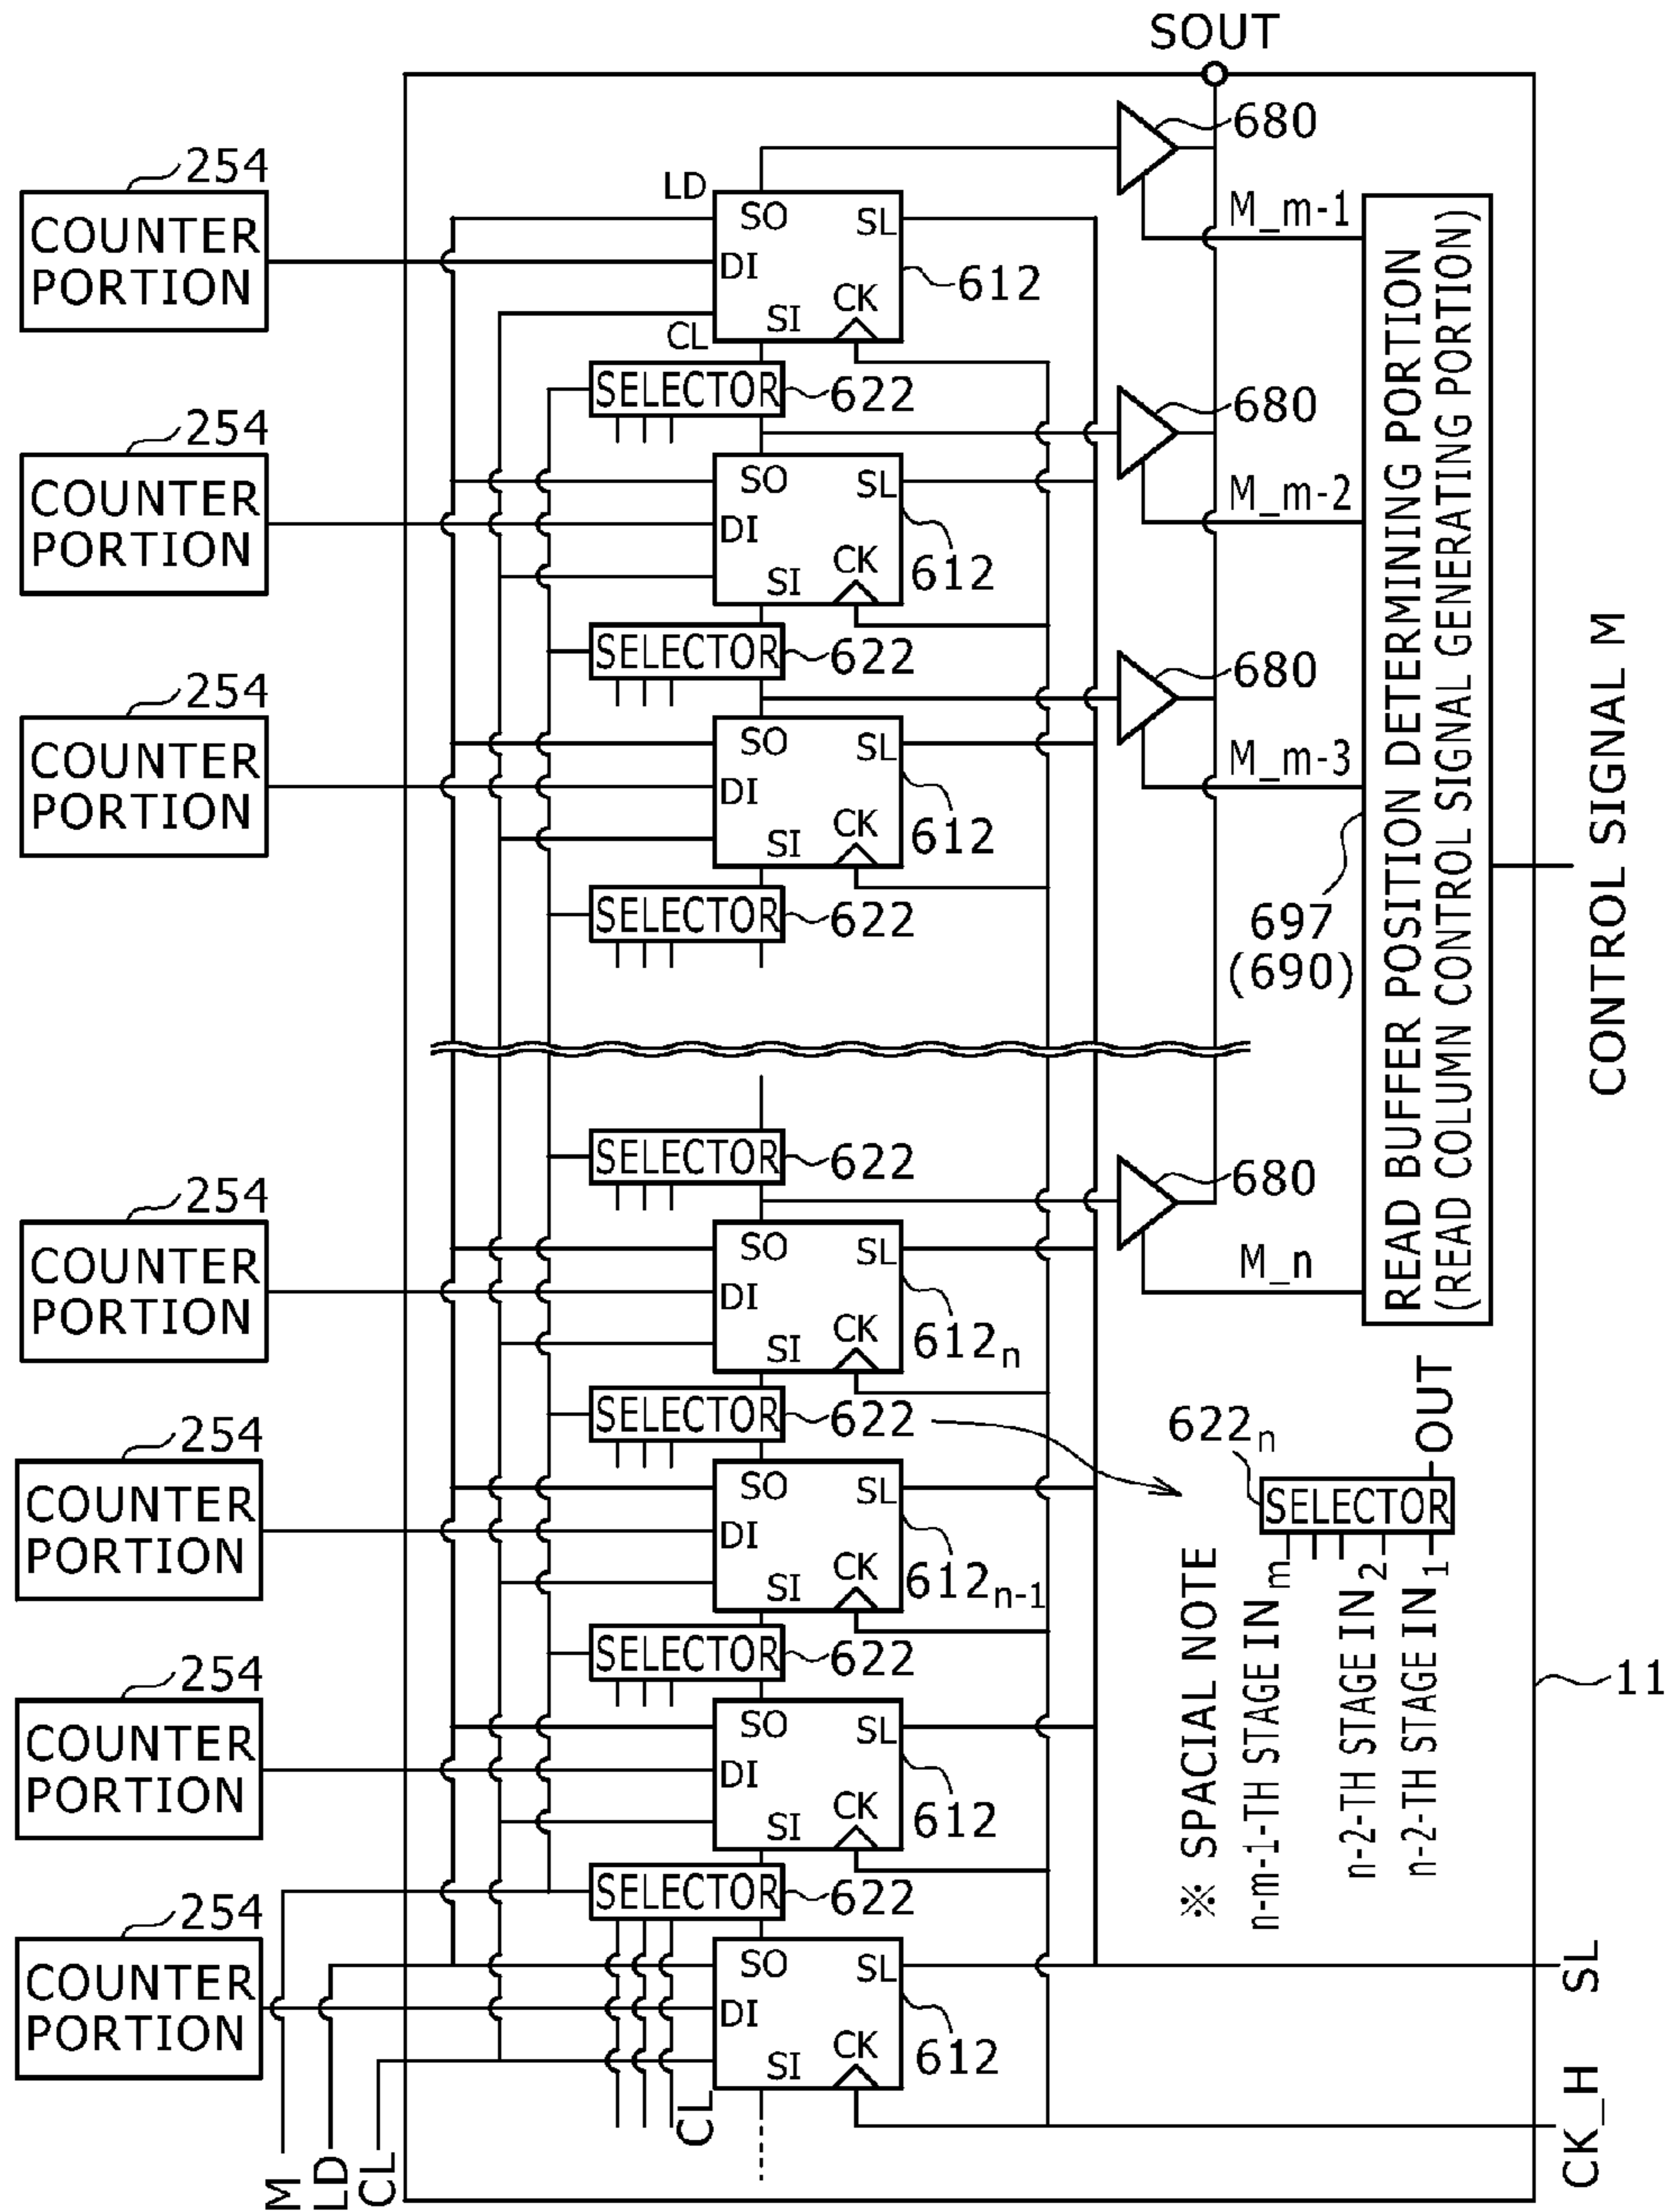 SOUT
254
COUNTER
PORTION
LD
SO
SL
DI
612
CK
SI
CL
680
M_m-1
SELECTOR
622
254
COUNTER
PORTION
SO
SL
DI
612
CK
SI
680
M_m-2
SELECTOR
622
254
COUNTER
PORTION
SO
SL
DI
612
CK
SI
680
M_m-3
SELECTOR
622
697
(690)
READ BUFFER POSITION DETERMINING PORTION
(READ COLUMN CONTROL SIGNAL GENERATING PORTION)
CONTROL SIGNAL M
SELECTOR
622
254
COUNTER
PORTION
SO
SL
DI
612n
CK
SI
680
M_n
SELECTOR
622
254
COUNTER
PORTION
SO
SL
DI
612n-1
CK
SI
SELECTOR
622
622n
SELECTOR
OUT
※ SPACIAL NOTE
n-m-1-TH STAGE INm
n-2-TH STAGE IN2
n-2-TH STAGE IN1
11
254
COUNTER
PORTION
SO
SL
DI
612
CK
SI
SELECTOR
622
254
COUNTER
PORTION
SO
SL
DI
612
CK
SI
CL
M
LD
CL
SL
CK_H